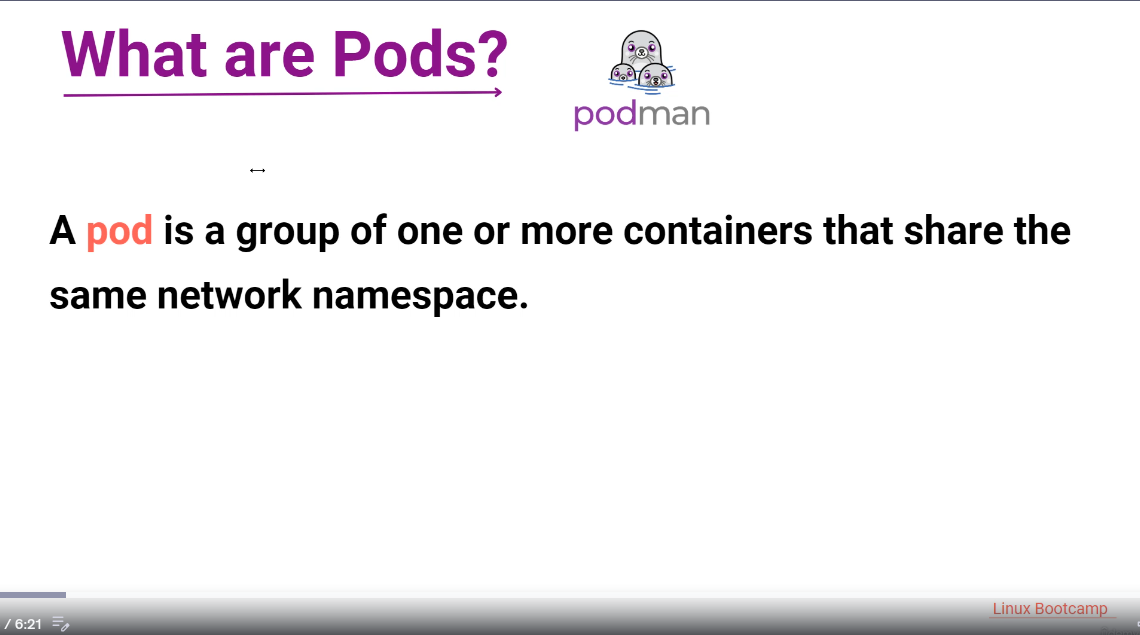 What are Pods?
podman
A pod is a group of one or more containers that share the
same network namespace.
Linux Bootcamp
/ 6:21